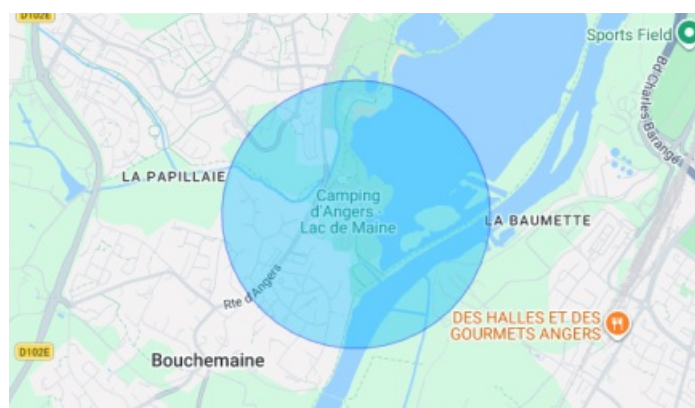 D102E
Sports Field
Bd Charles Barangé
LA PAPILLAIE
Camping
d'Angers -
Lac de Maine
LA BAUMETTE
Rte d'Angers
DES HALLES ET DES
GOURMETS ANGERS
D102E
Bouchemaine